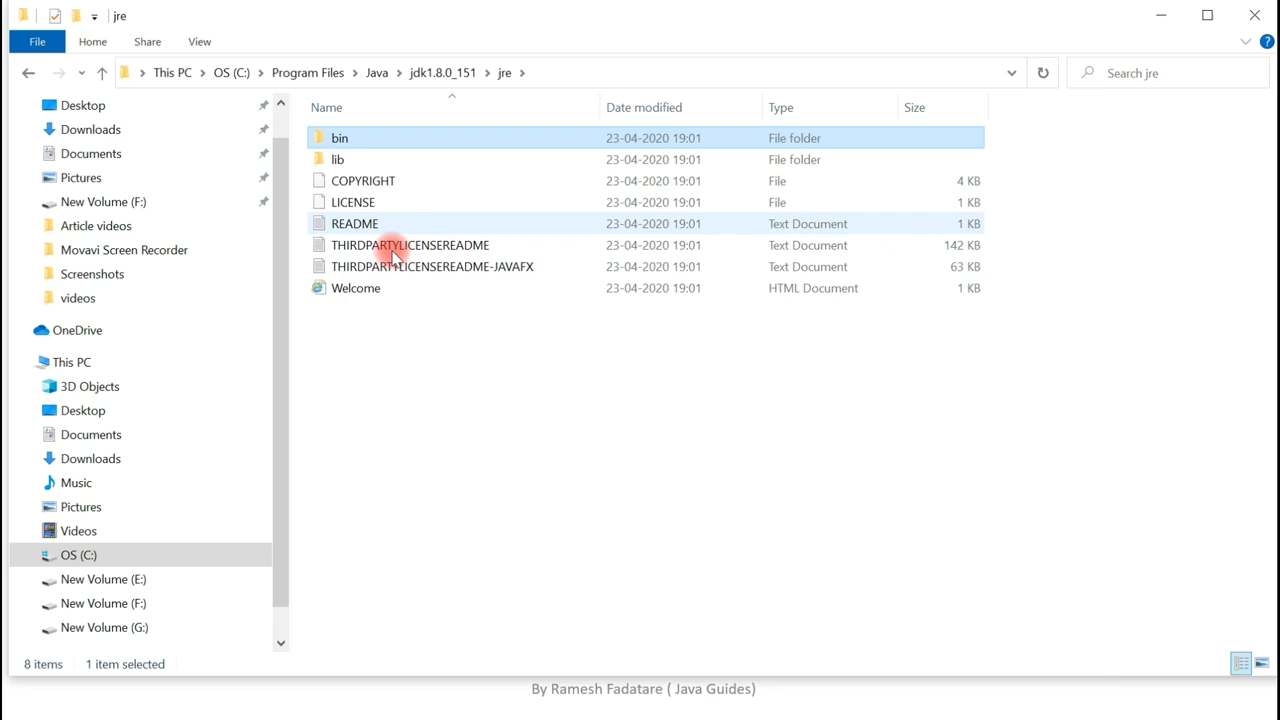 jre
File Home Share View
This PC OS (C:) Program Files Java jdk1.8.0_151 jre
Search jre
Desktop
Downloads
Documents
Pictures
New Volume (F:)
Article videos
Movavi Screen Recorder
Screenshots
videos
OneDrive
This PC
3D Objects
Desktop
Documents
Downloads
Music
Pictures
Videos
OS (C:)
New Volume (E:)
New Volume (F:)
New Volume (G:)
Name Date modified Type Size
bin 23-04-2020 19:01 File folder
lib 23-04-2020 19:01 File folder
COPYRIGHT 23-04-2020 19:01 File 4 KB
LICENSE 23-04-2020 19:01 File 1 KB
README 23-04-2020 19:01 Text Document 1 KB
THIRDPARTYLICENSEREADME 23-04-2020 19:01 Text Document 142 KB
THIRDPARTYLICENSEREADME-JAVAFX 23-04-2020 19:01 Text Document 63 KB
Welcome 23-04-2020 19:01 HTML Document 1 KB
8 items 1 item selected
By Ramesh Fadatare ( Java Guides)